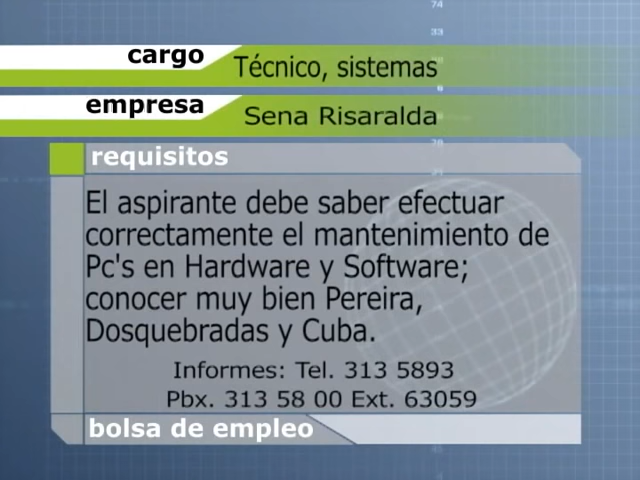 cargo Técnico, sistemas
empresa Sena Risaralda
requisitos
El aspirante debe saber efectuar
correctamente el mantenimiento de
Pc's en Hardware y Software;
conocer muy bien Pereira,
Dosquebradas y Cuba.
Informes: Tel. 313 5893
Pbx. 313 58 00 Ext. 63059
bolsa de empleo